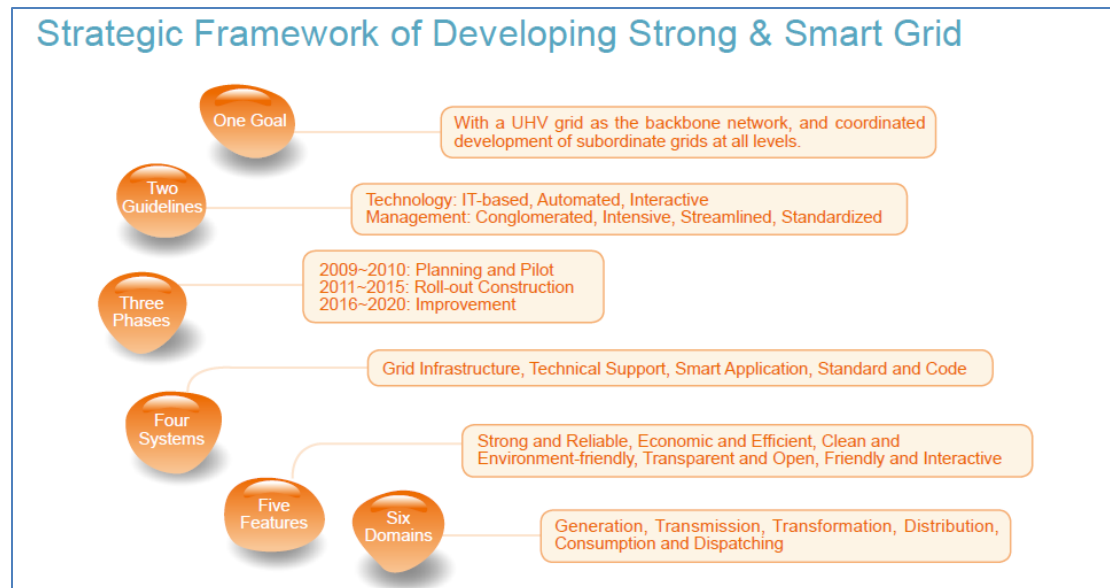 Strategic Framework of Developing Strong & Smart Grid
One Goal
With a UHV grid as the backbone network, and coordinated
development of subordinate grids at all levels.
Two
Guidelines
Technology: IT-based, Automated, Interactive
Management: Conglomerated, Intensive, Streamlined, Standardized
Three
Phases
2009~2010: Planning and Pilot
2011~2015: Roll-out Construction
2016~2020: Improvement
Four
Systems
Grid Infrastructure, Technical Support, Smart Application, Standard and Code
Five
Features
Strong and Reliable, Economic and Efficient, Clean and
Environment-friendly, Transparent and Open, Friendly and Interactive
Six
Domains
Generation, Transmission, Transformation, Distribution,
Consumption and Dispatching